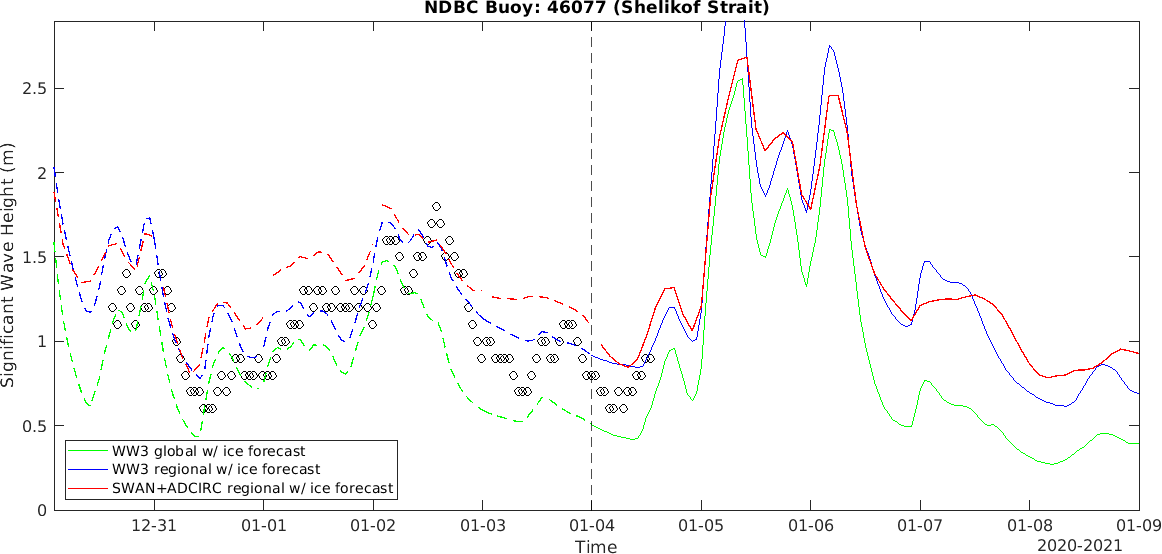 NDBC Buoy: 46077 (Shelikof Strait)
Significant Wave Height (m)
2.5
2
1.5
1
0.5
0
WW3 global w/ ice forecast
WW3 regional w/ ice forecast
SWAN+ADCIRC regional w/ ice forecast
12-31 01-01 01-02 01-03 01-04 01-05 01-06 01-07 01-08 01-09
Time
2020-2021